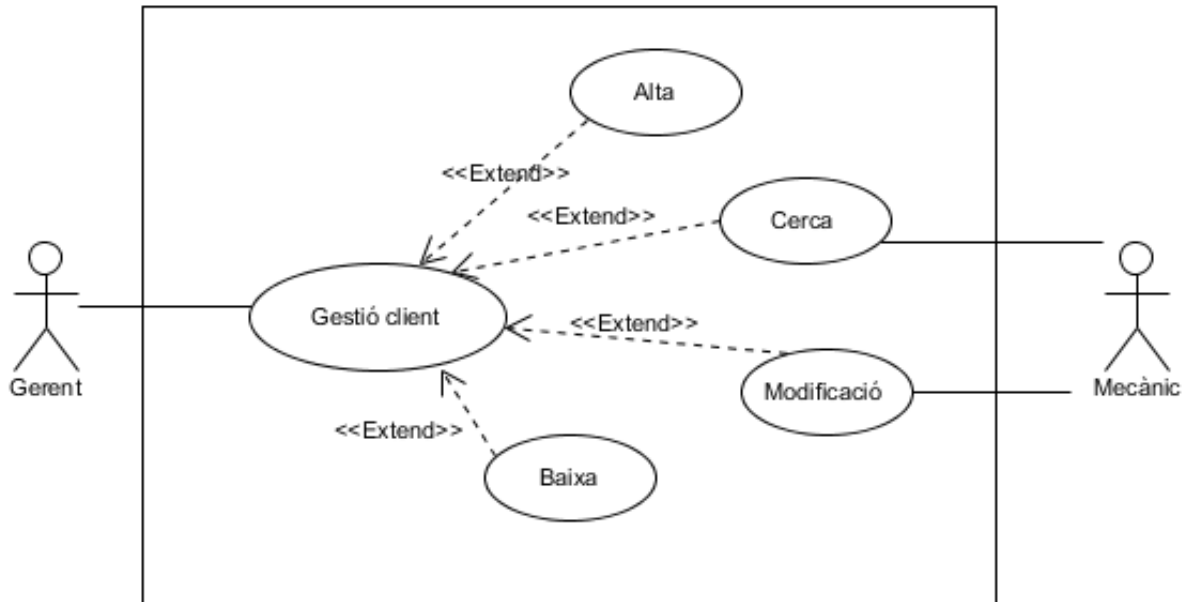 Alta
<<Extend>>
<<Extend>>
Cerca
Gestió client
<<Extend>>
Gerent
Modificació
Mecànic
<<Extend>>
Baixa